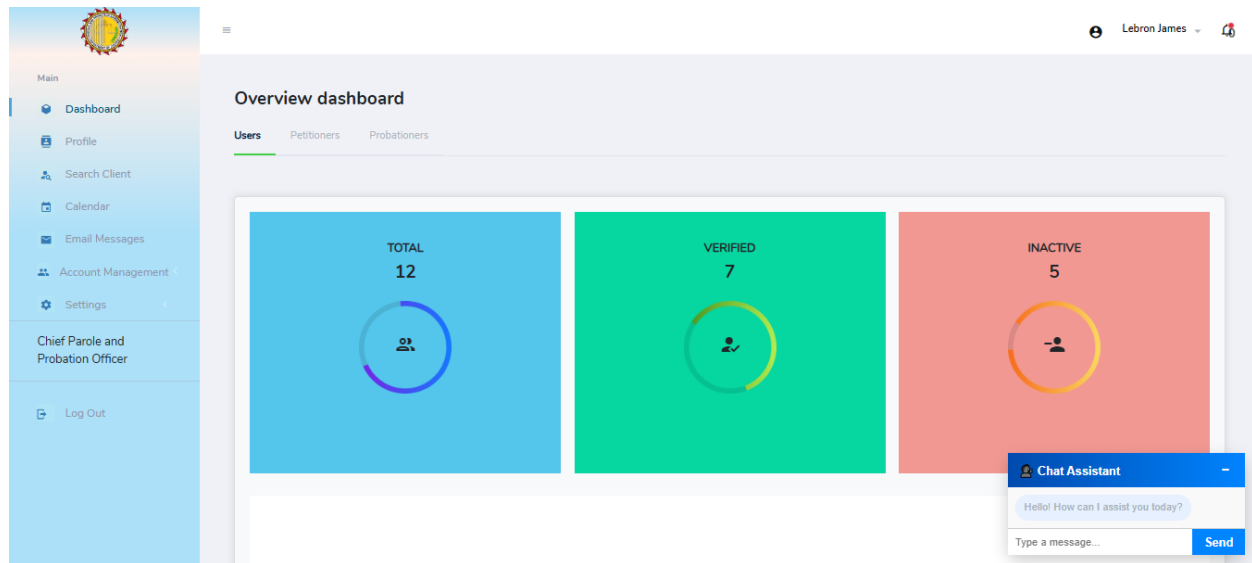 Lebron James
Main
Dashboard
Profile
Search Client
Calendar
Email Messages
Account Management
Settings
Chief Parole and
Probation Officer
Log Out
Overview dashboard
Users Petitioners Probationers
TOTAL
12
VERIFIED
7
INACTIVE
5
Chat Assistant
Hello! How can I assist you today?
Type a message...
Send